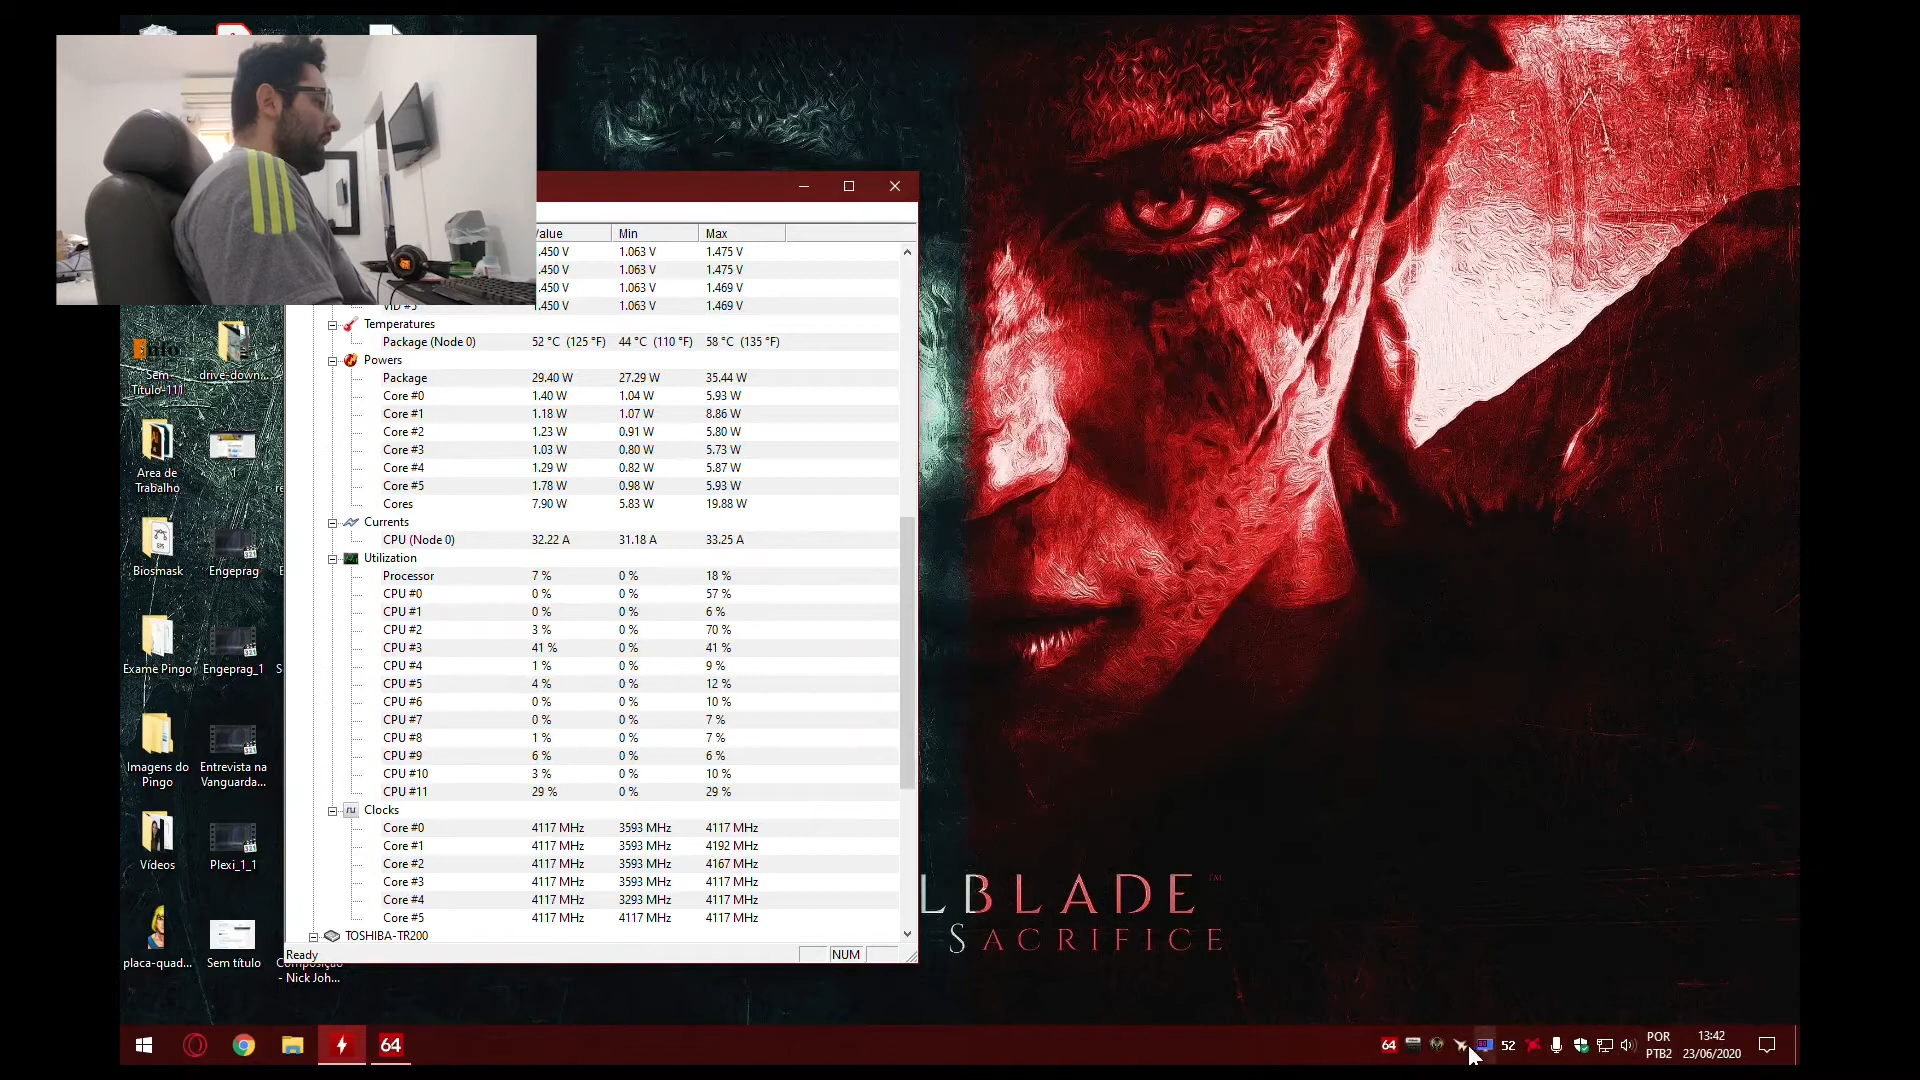 Value Min Max
.450 V 1.063 V 1.475 V
.450 V 1.063 V 1.475 V
.450 V 1.063 V 1.469 V
VID #5 1.450 V 1.063 V 1.469 V
Temperatures
Package (Node 0) 52 °C (125 °F) 44 °C (110 °F) 58 °C (135 °F)
Powers
Package 29.40 W 27.29 W 35.44 W
Core #0 1.40 W 1.04 W 5.93 W
Core #1 1.18 W 1.07 W 8.86 W
Core #2 1.23 W 0.91 W 5.80 W
Core #3 1.03 W 0.80 W 5.73 W
Core #4 1.29 W 0.82 W 5.87 W
Core #5 1.78 W 0.98 W 5.93 W
Cores 7.90 W 5.83 W 19.88 W
Currents
CPU (Node 0) 32.22 A 31.18 A 33.25 A
Utilization
Processor 7 % 0 % 18 %
CPU #0 0 % 0 % 57 %
CPU #1 0 % 0 % 6 %
CPU #2 3 % 0 % 70 %
CPU #3 41 % 0 % 41 %
CPU #4 1 % 0 % 9 %
CPU #5 4 % 0 % 12 %
CPU #6 0 % 0 % 10 %
CPU #7 0 % 0 % 7 %
CPU #8 1 % 0 % 7 %
CPU #9 6 % 0 % 6 %
CPU #10 3 % 0 % 10 %
CPU #11 29 % 0 % 29 %
Clocks
Core #0 4117 MHz 3593 MHz 4117 MHz
Core #1 4117 MHz 3593 MHz 4192 MHz
Core #2 4117 MHz 3593 MHz 4167 MHz
Core #3 4117 MHz 3593 MHz 4117 MHz
Core #4 4117 MHz 3293 MHz 4117 MHz
Core #5 4117 MHz 4117 MHz 4117 MHz
TOSHIBA-TR200
Ready NUM
Sem
Título-111
drive-down...
Area de
Trabalho
1
Biosmask
Engeprag
Exame Pingo
Engeprag_1
Imagens do
Pingo
Entrevista na
Vanguarda...
Vídeos
Plexi_1_1
placa-quad...
Sem título
Composição
- Nick Joh...
LBLADE™
SACRIFICE
64
64
52
POR
PTB2
13:42
23/06/2020